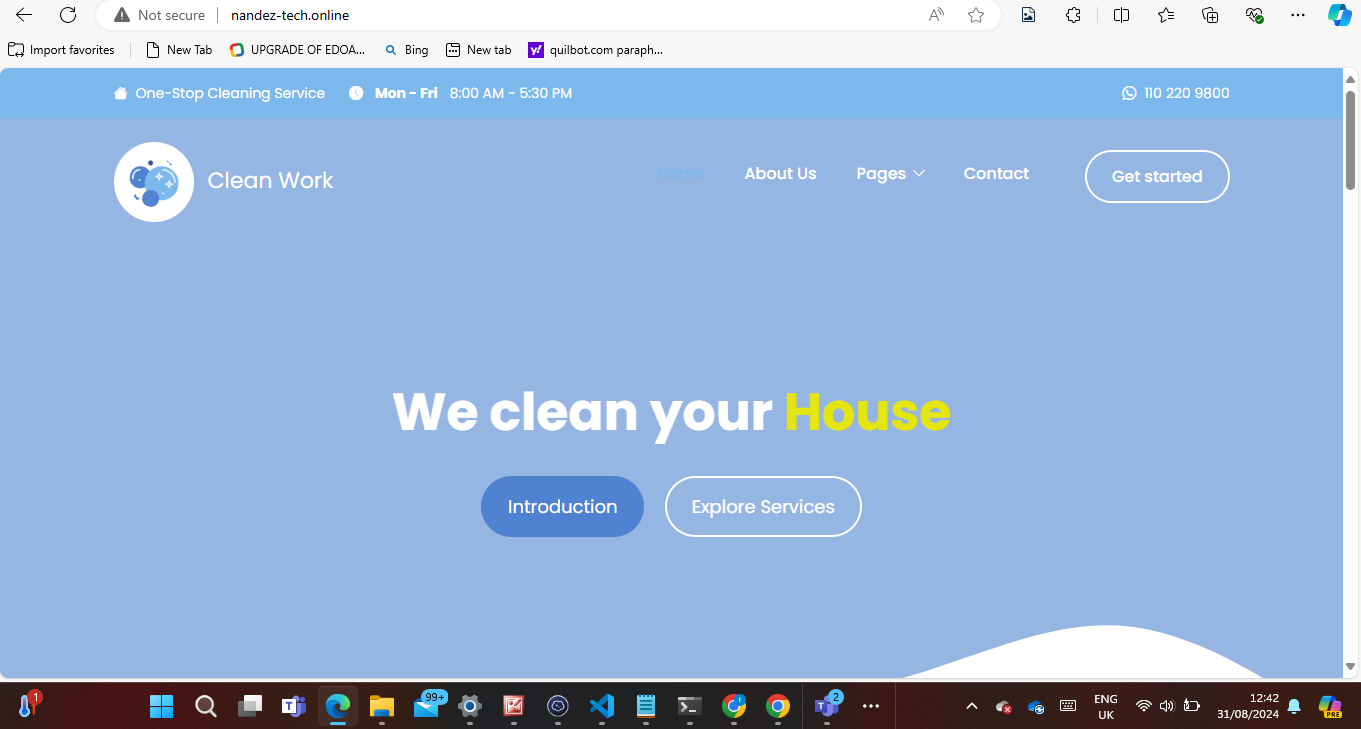 Not secure nandez-tech.online
Import favorites New Tab UPGRADE OF EDOA... Bing New tab quilbot.com paraph...
One-Stop Cleaning Service Mon - Fri 8:00 AM - 5:30 PM 110 220 9800
Clean Work Home About Us Pages Contact Get started
We clean your House
Introduction Explore Services
1 99+ 2 ENG 12:42
UK 31/08/2024 PRE